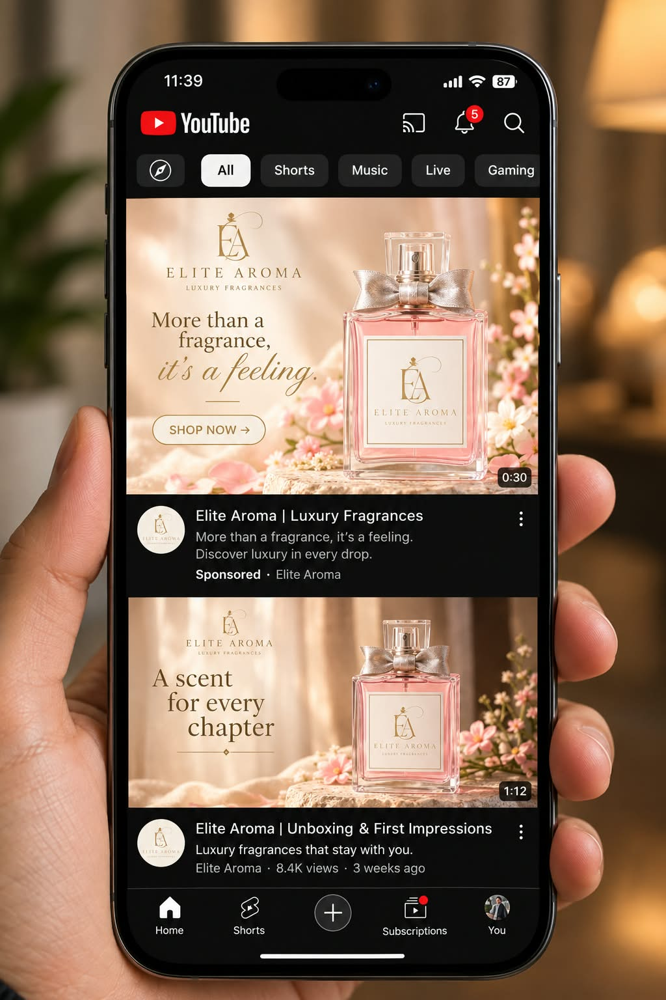 11:39
87
YouTube
5
All
Shorts
Music
Live
Gaming
EA
ELITE AROMA
LUXURY FRAGRANCES
More than a
fragrance,
it's a feeling.
SHOP NOW →
EA
ELITE AROMA
LUXURY FRAGRANCES
0:30
EA
ELITE AROMA
Elite Aroma | Luxury Fragrances
More than a fragrance, it's a feeling.
Discover luxury in every drop.
Sponsored · Elite Aroma
EA
ELITE AROMA
LUXURY FRAGRANCES
A scent
for every
chapter
EA
ELITE AROMA
LUXURY FRAGRANCES
1:12
EA
ELITE AROMA
Elite Aroma | Unboxing & First Impressions
Luxury fragrances that stay with you.
Elite Aroma · 8.4K views · 3 weeks ago
Home
Shorts
Subscriptions
You